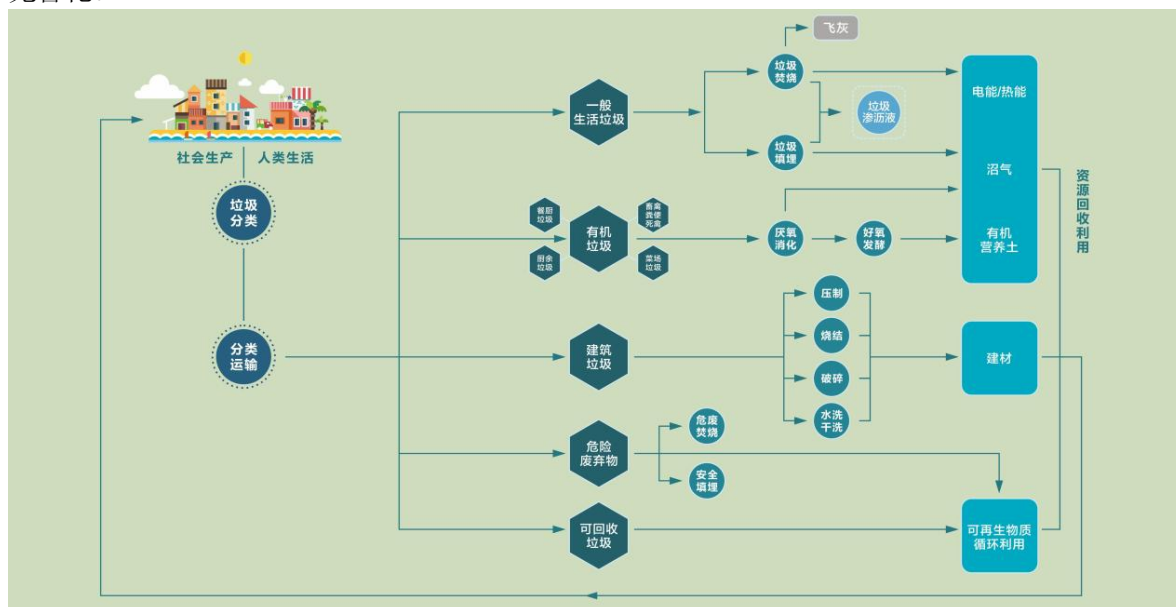 飞灰
垃圾
焚烧
一般
生活垃圾
电能/热能
垃圾
渗沥液
社会生产
人类生活
垃圾
填埋
沼气
资源回收利用
垃圾
分类
餐厨
垃圾
畜禽
粪便
死禽
有机
垃圾
厌氧
消化
好氧
发酵
有机
营养土
厨余
垃圾
菜场
垃圾
压制
烧结
分类
运输
建筑
垃圾
建材
破碎
水洗
干洗
危废
焚烧
危险
废弃物
安全
填埋
可回收
垃圾
可再生物质
循环利用